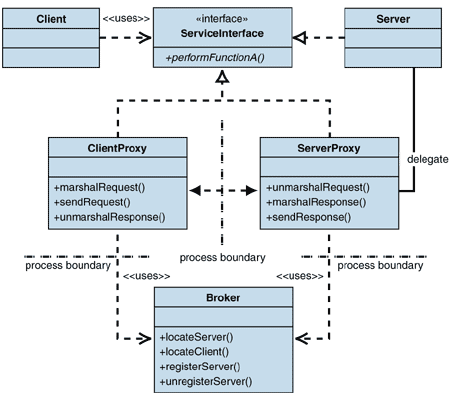 Client
<<uses>>
«interface»
ServiceInterface
+performFunctionA()
Server
ClientProxy
+marshalRequest()
+sendRequest()
+unmarshalResponse()
ServerProxy
+unmarshalRequest()
+marshalResponse()
+sendResponse()
delegate
process boundary
process boundary
process boundary
<<uses>>
<<uses>>
Broker
+locateServer()
+locateClient()
+registerServer()
+unregisterServer()